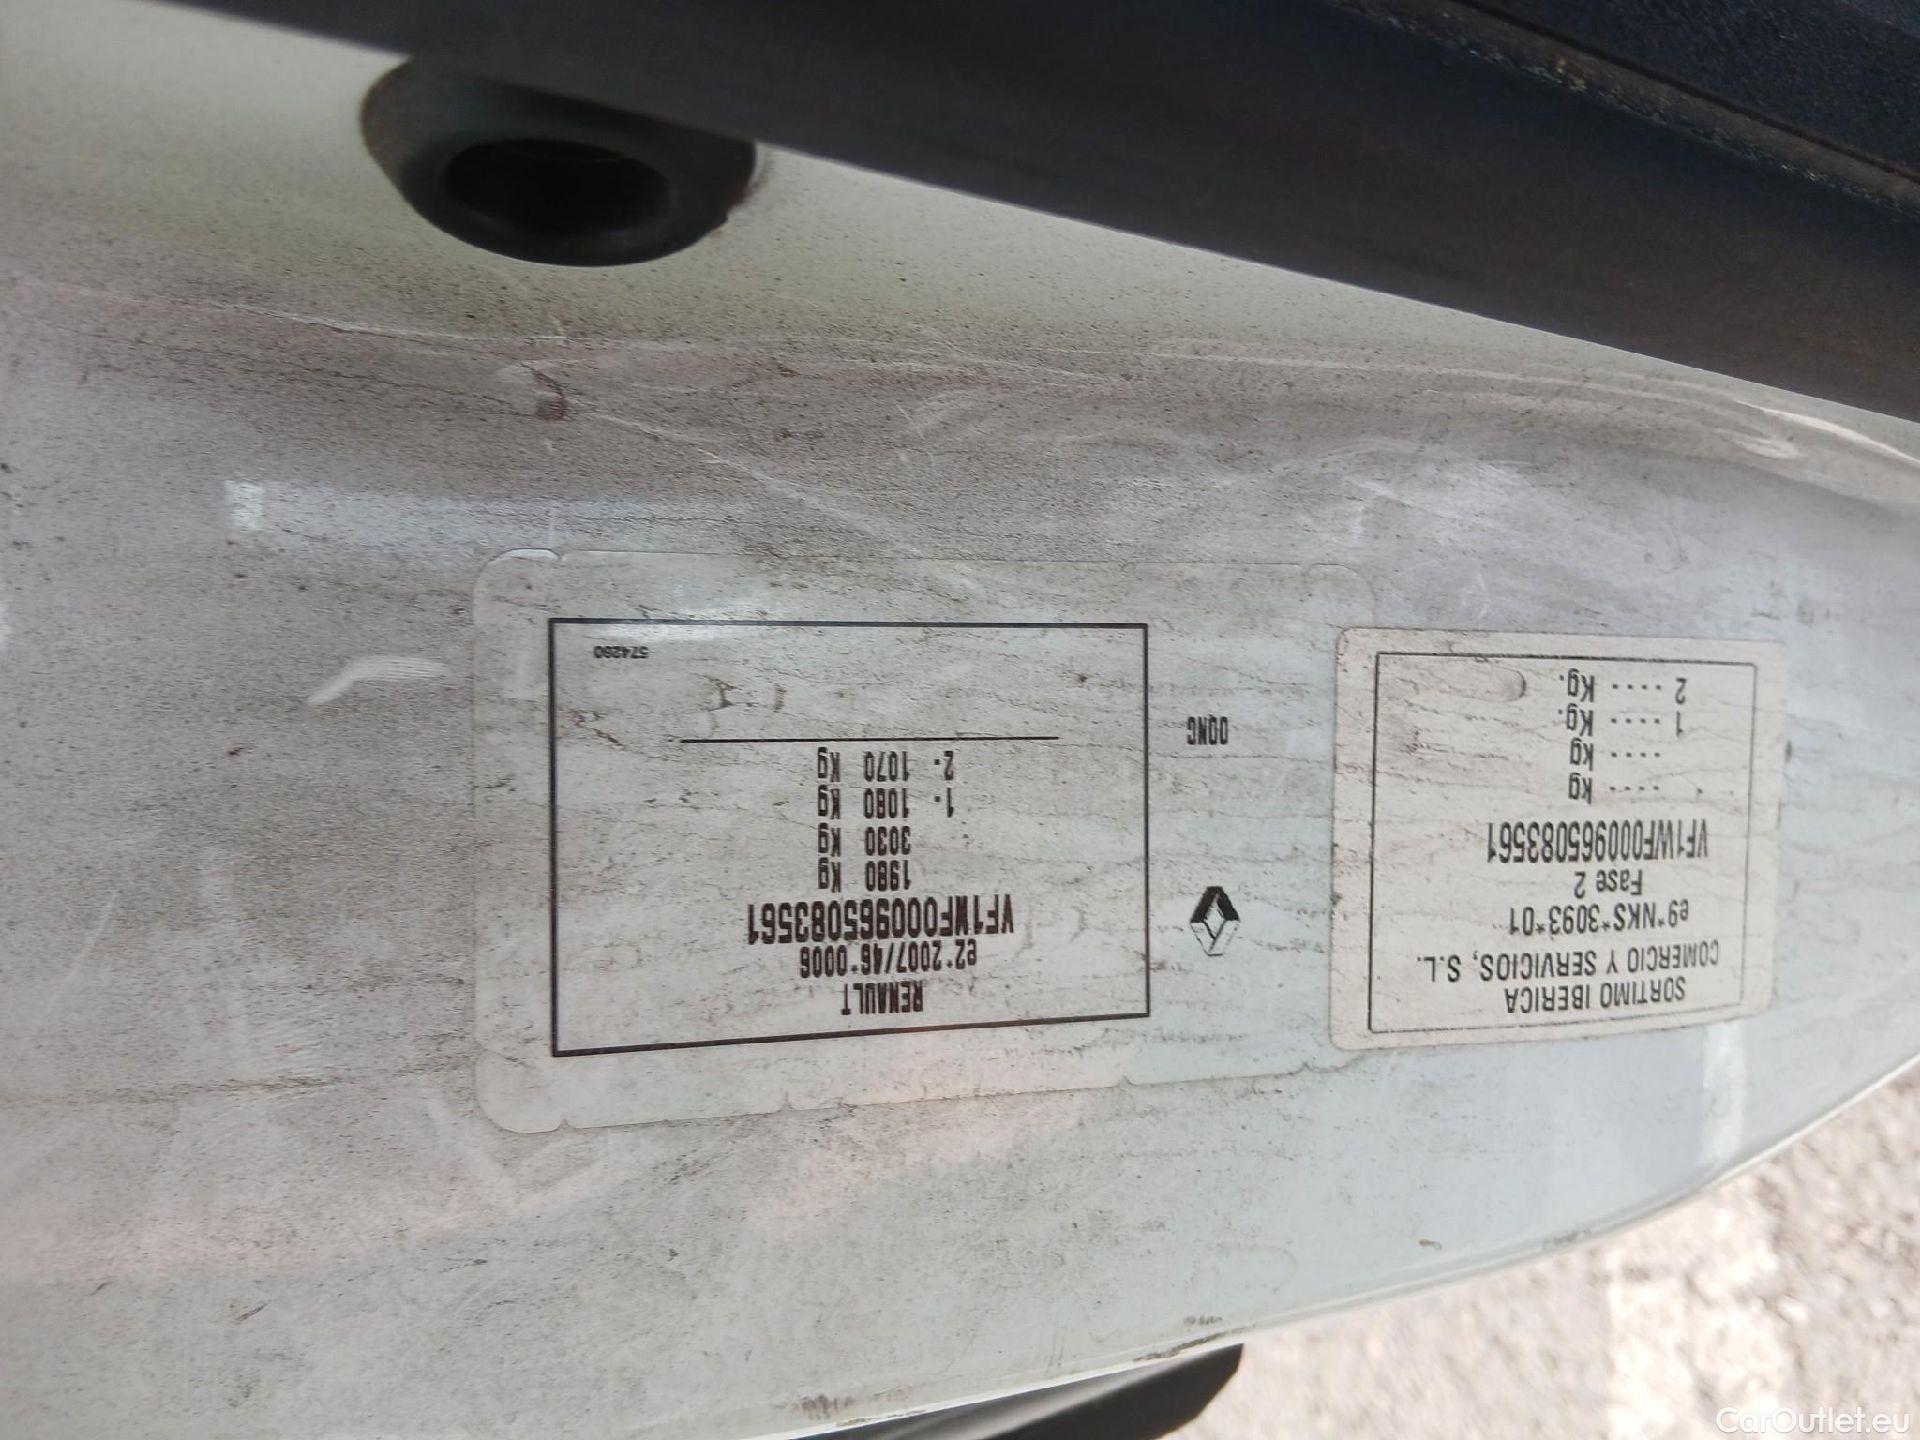 RENAULT
e2*2007/46*0006
VF1WF000965083561
1980 Kg
3030 Kg
1- 1080 Kg
2- 1070 Kg
574280
OQNG
SORTIMO IBERICA
COMERCIO Y SERVICIOS, S.L.
e9*NKS*3093*01
Fase 2
VF1WF000965083561
.... Kg
.... Kg
1 .... Kg.
2 .... Kg.
CarOutlet.eu